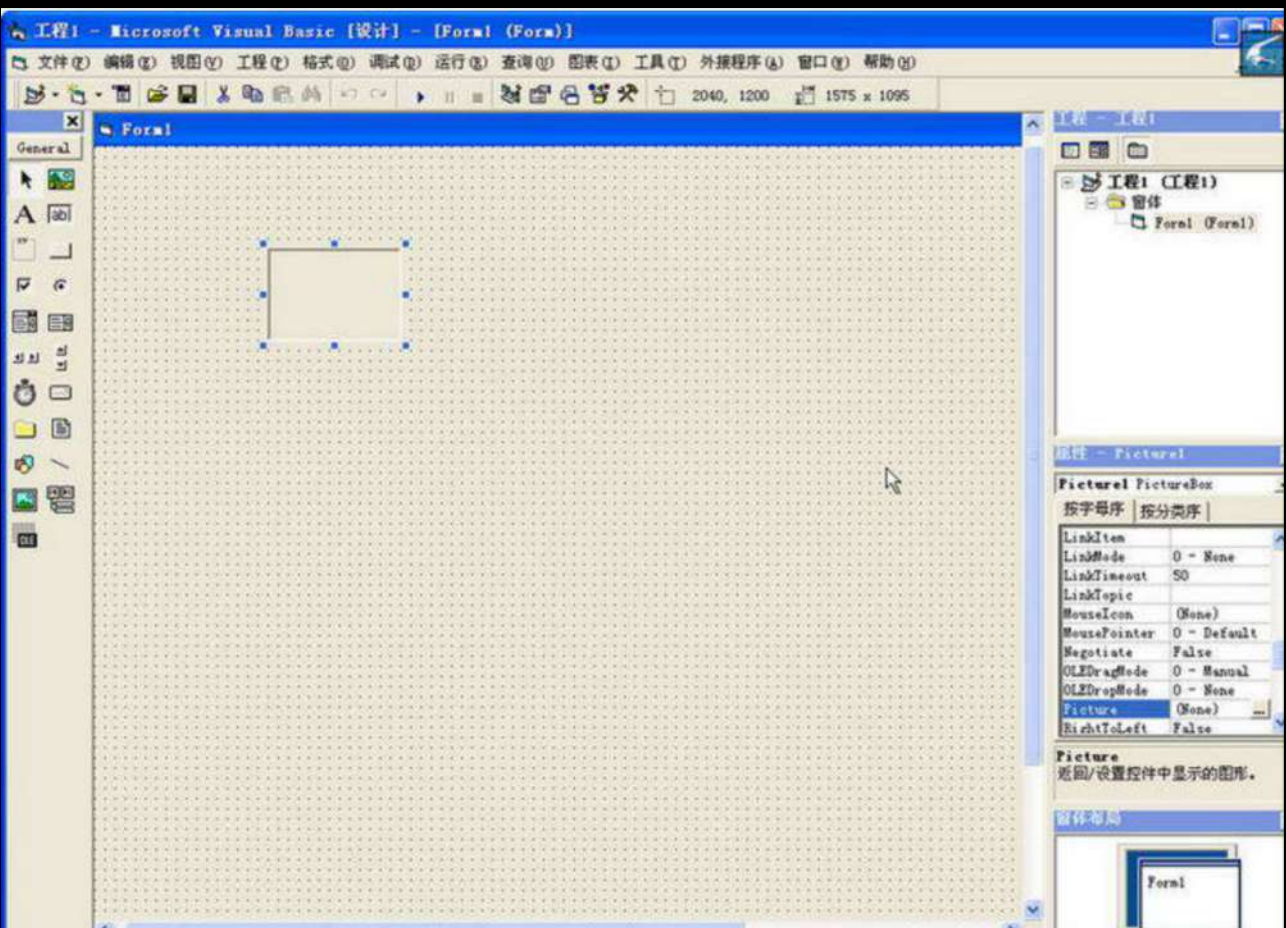 工程1 - Microsoft Visual Basic [设计] - [Form1 (Form)]
文件(F) 编辑(E) 视图(V) 工程(P) 格式(O) 调试(D) 运行(R) 查询(U) 图表(I) 工具(T) 外接程序(A) 窗口(W) 帮助(H)
2040, 1200 1575 x 1095
Form1
General
A ab|
OLE
工程 - 工程1
工程1 (工程1)
窗体
Form1 (Form1)
属性 - Picture1
Picture1 PictureBox
按字母序 按分类序
LinkItem
LinkMode 0 - None
LinkTimeout 50
LinkTopic
MouseIcon (None)
MousePointer 0 - Default
Negotiate False
OLEDragMode 0 - Manual
OLEDropMode 0 - None
Picture (None) ...
RightToLeft False
Picture
返回/设置控件中显示的图形。
窗体布局
Form1